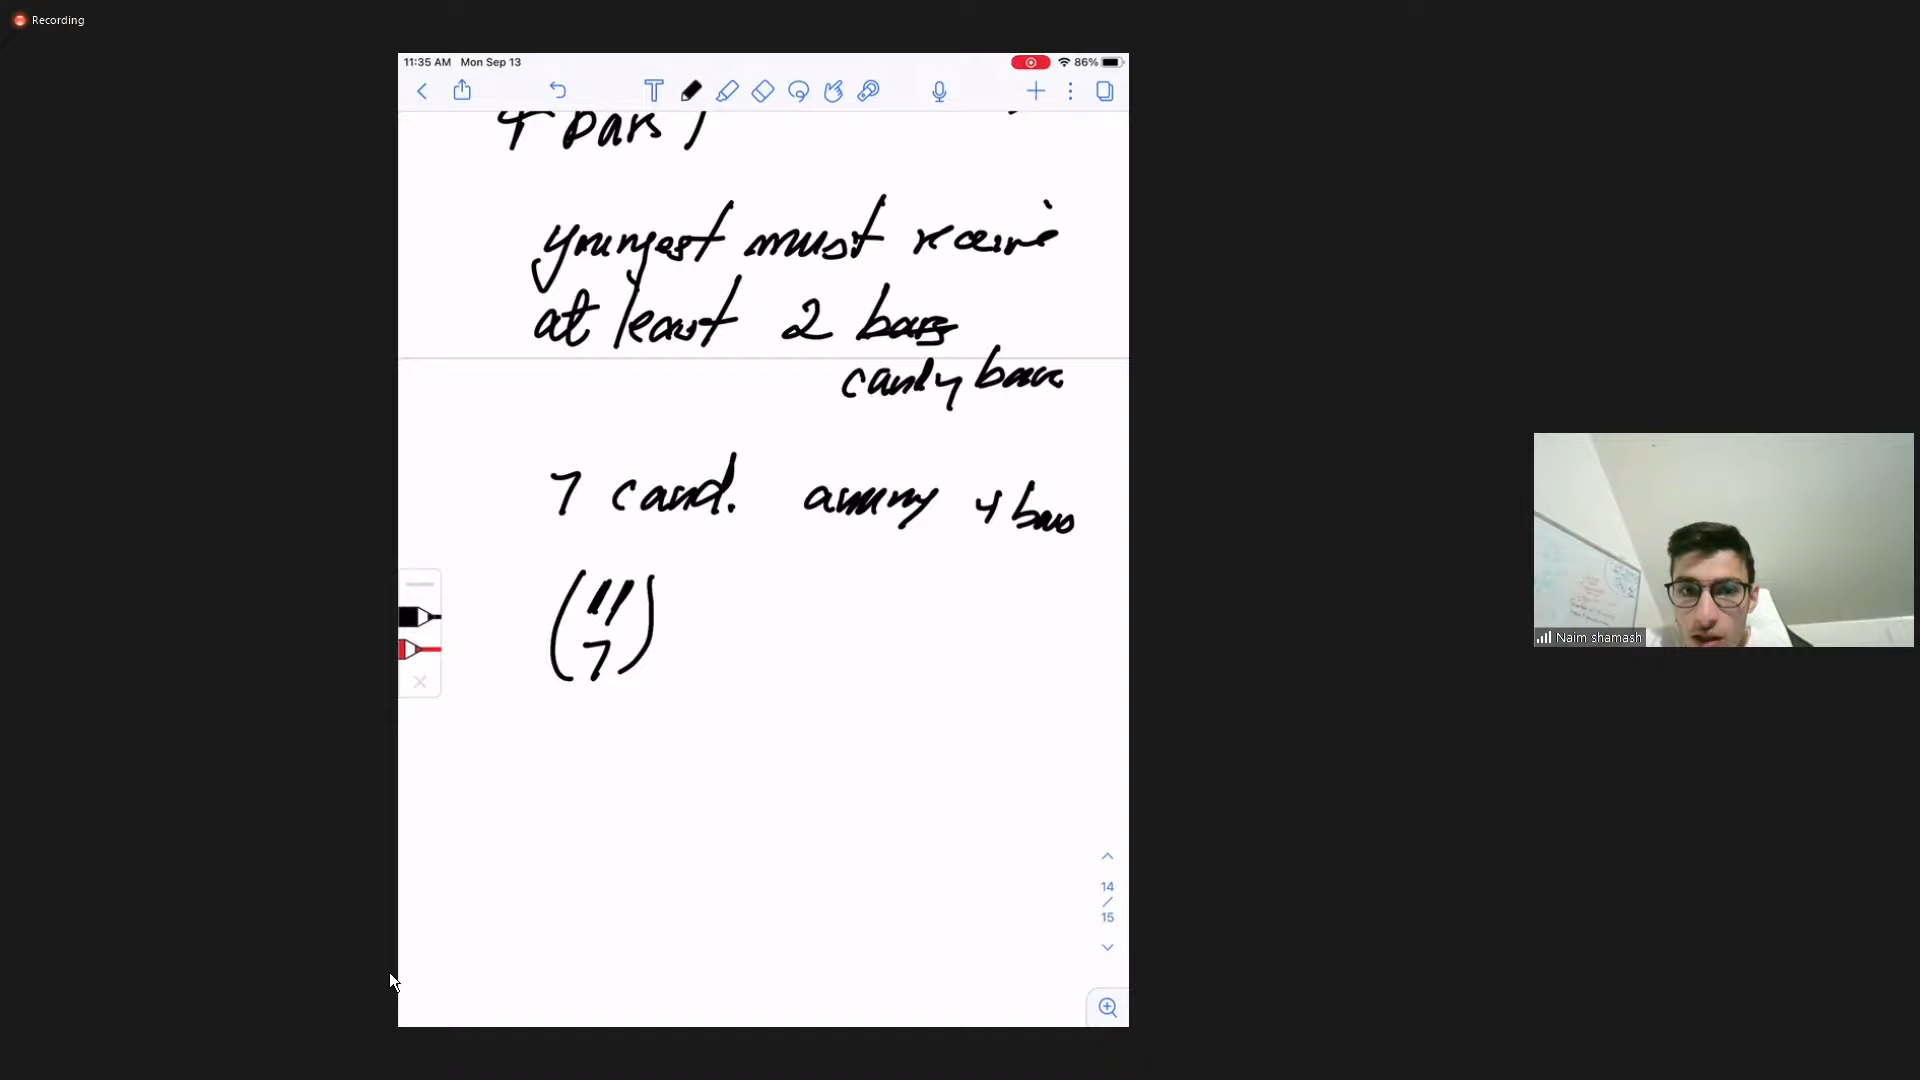 Recording
11:35 AM Mon Sep 13
86%
T
4 bars )
youngest must receive
at least 2 bars
candy bars
7 cand. among 4 bars
(11
7)
14
/
15
Naim shamash